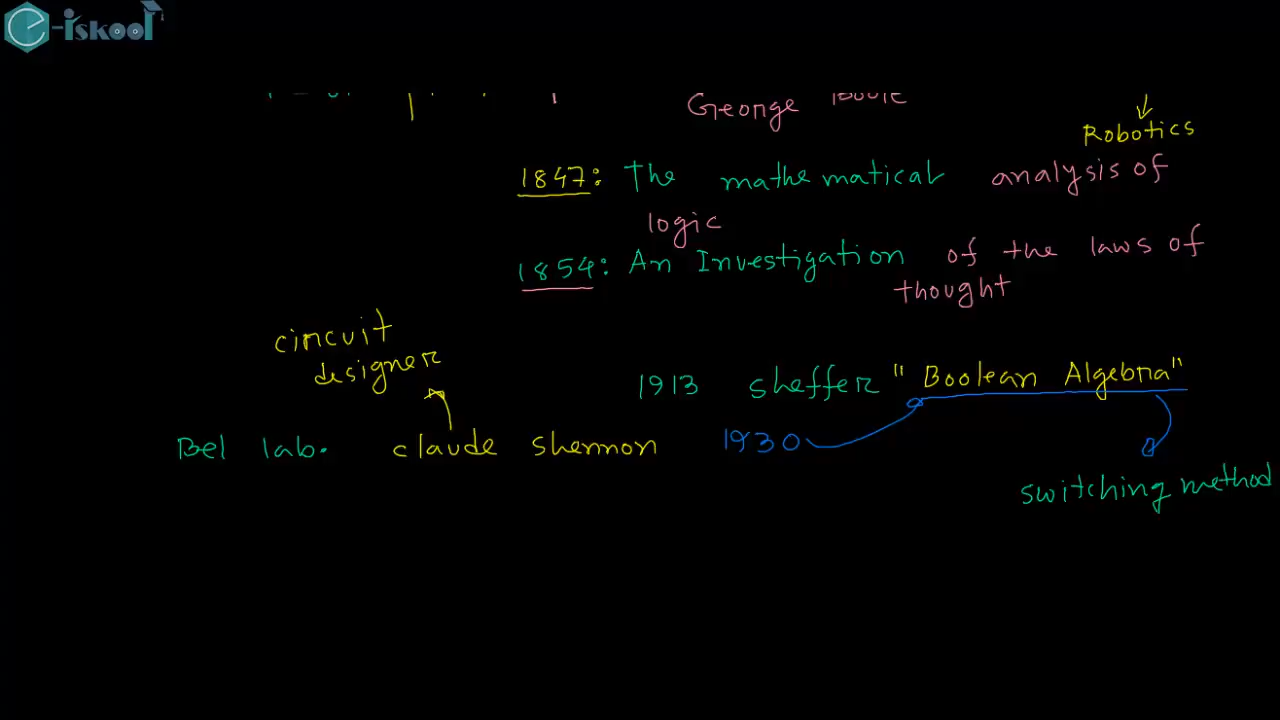 e-iskool
George Boole
Robotics
1847: The mathematical analysis of
logic
1854: An Investigation of the laws of
thought
circuit
designer
1913 sheffer "Boolean Algebra"
Bel lab. claude shennon 1930
switching method